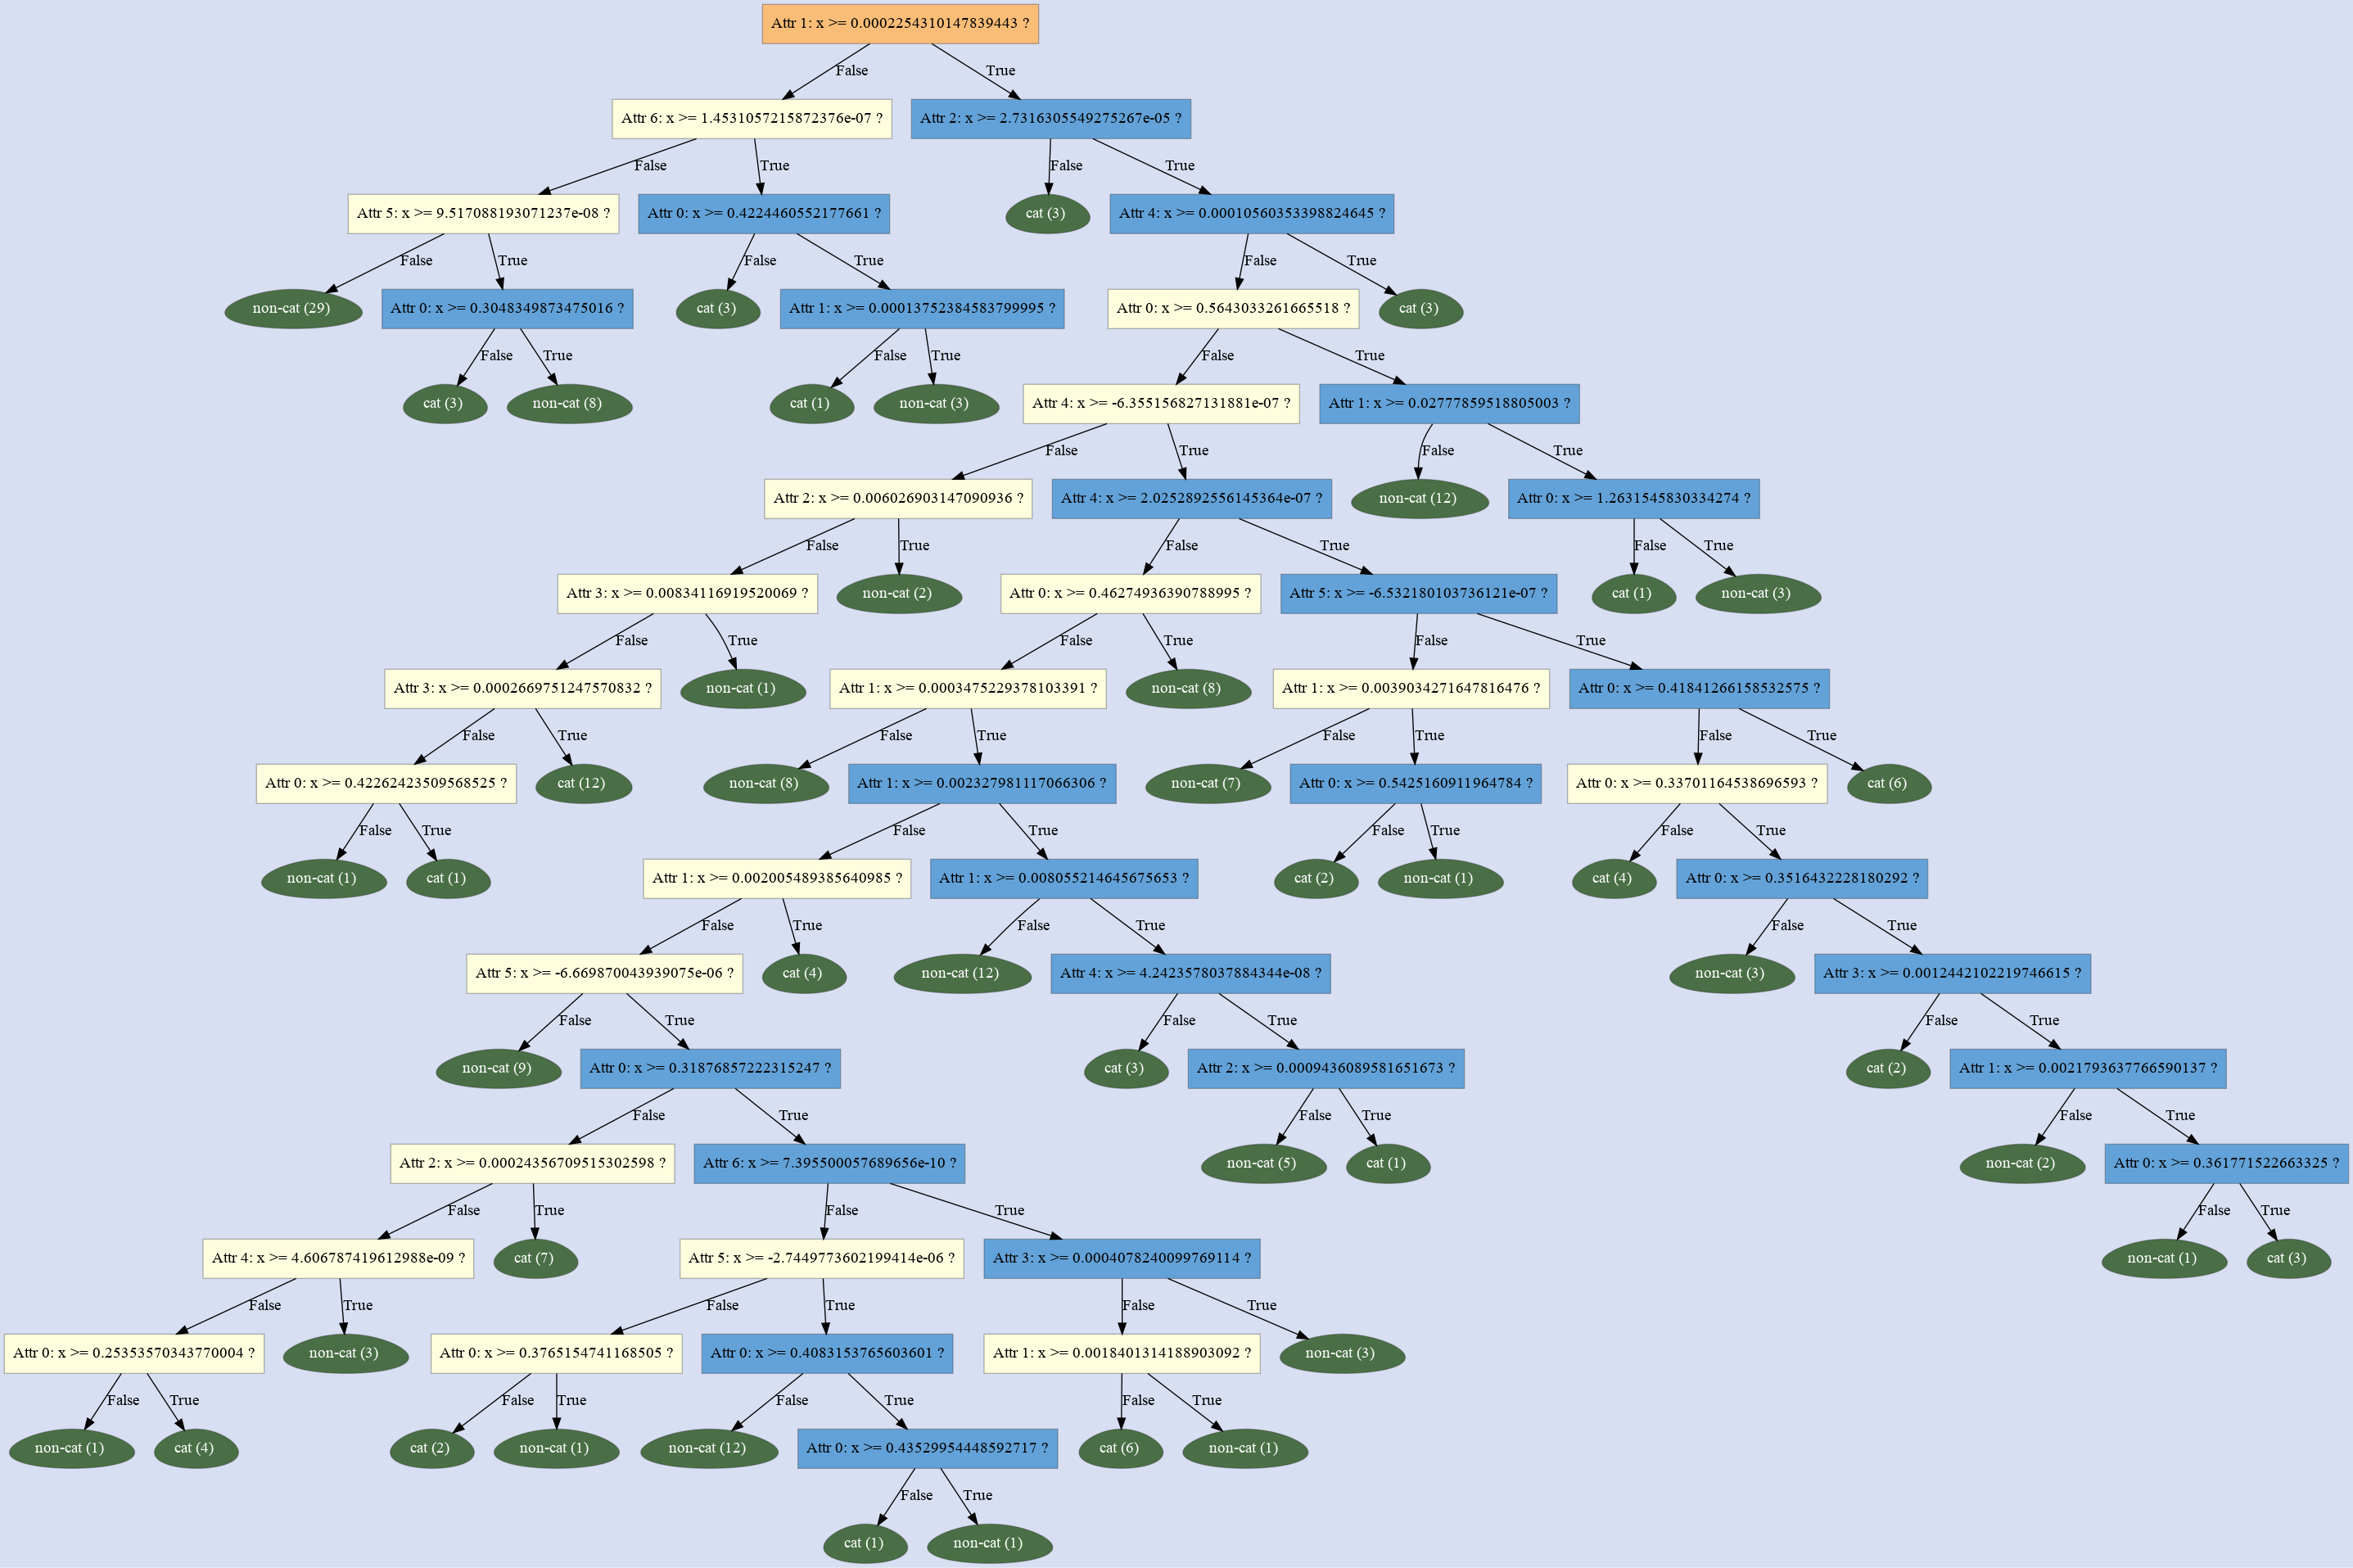 Attr 1: x >= 0.0002254310147839443 ?
False
True
Attr 6: x >= 1.4531057215872376e-07 ?
Attr 2: x >= 2.7316305549275267e-05 ?
False
True
False
True
Attr 5: x >= 9.517088193071237e-08 ?
Attr 0: x >= 0.4224460552177661 ?
cat (3)
Attr 4: x >= 0.00010560353398824645 ?
False
True
False
True
False
True
non-cat (29)
Attr 0: x >= 0.3048349873475016 ?
cat (3)
Attr 1: x >= 0.00013752384583799995 ?
Attr 0: x >= 0.5643033261665518 ?
cat (3)
False
True
False
True
False
True
cat (3)
non-cat (8)
cat (1)
non-cat (3)
Attr 4: x >= -6.355156827131881e-07 ?
Attr 1: x >= 0.02777859518805003 ?
False
True
False
True
Attr 2: x >= 0.006026903147090936 ?
Attr 4: x >= 2.0252892556145364e-07 ?
non-cat (12)
Attr 0: x >= 1.2631545830334274 ?
False
True
False
True
False
True
Attr 3: x >= 0.00834116919520069 ?
non-cat (2)
Attr 0: x >= 0.46274936390788995 ?
Attr 5: x >= -6.532180103736121e-07 ?
cat (1)
non-cat (3)
False
True
False
True
False
True
Attr 3: x >= 0.0002669751247570832 ?
non-cat (1)
Attr 1: x >= 0.0003475229378103391 ?
non-cat (8)
Attr 1: x >= 0.0039034271647816476 ?
Attr 0: x >= 0.41841266158532575 ?
False
True
False
True
False
True
False
True
Attr 0: x >= 0.42262423509568525 ?
cat (12)
non-cat (8)
Attr 1: x >= 0.002327981117066306 ?
non-cat (7)
Attr 0: x >= 0.5425160911964784 ?
Attr 0: x >= 0.33701164538696593 ?
cat (6)
False
True
False
True
False
True
False
True
non-cat (1)
cat (1)
Attr 1: x >= 0.002005489385640985 ?
Attr 1: x >= 0.008055214645675653 ?
cat (2)
non-cat (1)
cat (4)
Attr 0: x >= 0.3516432228180292 ?
False
True
False
True
False
True
Attr 5: x >= -6.669870043939075e-06 ?
cat (4)
non-cat (12)
Attr 4: x >= 4.2423578037884344e-08 ?
non-cat (3)
Attr 3: x >= 0.0012442102219746615 ?
False
True
False
True
False
True
non-cat (9)
Attr 0: x >= 0.31876857222315247 ?
cat (3)
Attr 2: x >= 0.0009436089581651673 ?
cat (2)
Attr 1: x >= 0.0021793637766590137 ?
False
True
False
True
False
True
Attr 2: x >= 0.00024356709515302598 ?
Attr 6: x >= 7.395500057689656e-10 ?
non-cat (5)
cat (1)
non-cat (2)
Attr 0: x >= 0.361771522663325 ?
False
True
False
True
False
True
Attr 4: x >= 4.606787419612988e-09 ?
cat (7)
Attr 5: x >= -2.7449773602199414e-06 ?
Attr 3: x >= 0.0004078240099769114 ?
non-cat (1)
cat (3)
False
True
False
True
False
True
Attr 0: x >= 0.25353570343770004 ?
non-cat (3)
Attr 0: x >= 0.3765154741168505 ?
Attr 0: x >= 0.4083153765603601 ?
Attr 1: x >= 0.0018401314188903092 ?
non-cat (3)
False
True
False
True
False
True
False
True
non-cat (1)
cat (4)
cat (2)
non-cat (1)
non-cat (12)
Attr 0: x >= 0.43529954448592717 ?
cat (6)
non-cat (1)
False
True
cat (1)
non-cat (1)